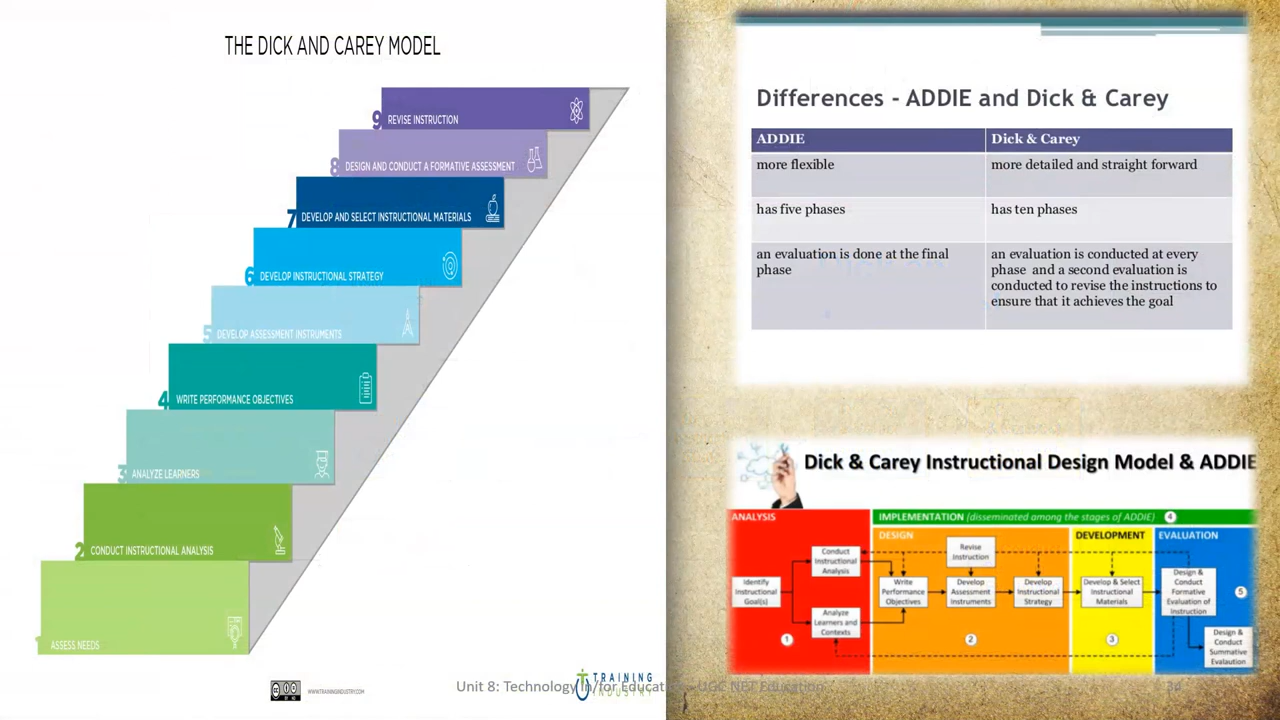 THE DICK AND CAREY MODEL
9 REVISE INSTRUCTION
8 DESIGN AND CONDUCT A FORMATIVE ASSESSMENT
7 DEVELOP AND SELECT INSTRUCTIONAL MATERIALS
6 DEVELOP INSTRUCTIONAL STRATEGY
5 DEVELOP ASSESSMENT INSTRUMENTS
4 WRITE PERFORMANCE OBJECTIVES
3 ANALYZE LEARNERS
2 CONDUCT INSTRUCTIONAL ANALYSIS
1 ASSESS NEEDS
WWW.TRAININGINDUSTRY.COM
TRAINING
INDUSTRY
Differences - ADDIE and Dick & Carey
ADDIE Dick & Carey
more flexible more detailed and straight forward
has five phases has ten phases
an evaluation is done at the final
phase
an evaluation is conducted at every
phase and a second evaluation is
conducted to revise the instructions to
ensure that it achieves the goal
Dick & Carey Instructional Design Model & ADDIE
ANALYSIS
IMPLEMENTATION (disseminated among the stages of ADDIE) 4
DESIGN
DEVELOPMENT
EVALUATION
Identify
Instructional
Goal(s)
Conduct
Instructional
Analysis
Analyze
Learners and
Contexts
1
Write
Performance
Objectives
Revise
Instruction
Develop
Assessment
Instruments
Develop
Instructional
Strategy
2
Develop & Select
Instructional
Materials
3
Design &
Conduct
Formative
Evaluation of
Instruction
5
Design &
Conduct
Summative
Evalaution
Unit 8: Technology in/for Education - UGC NET Education